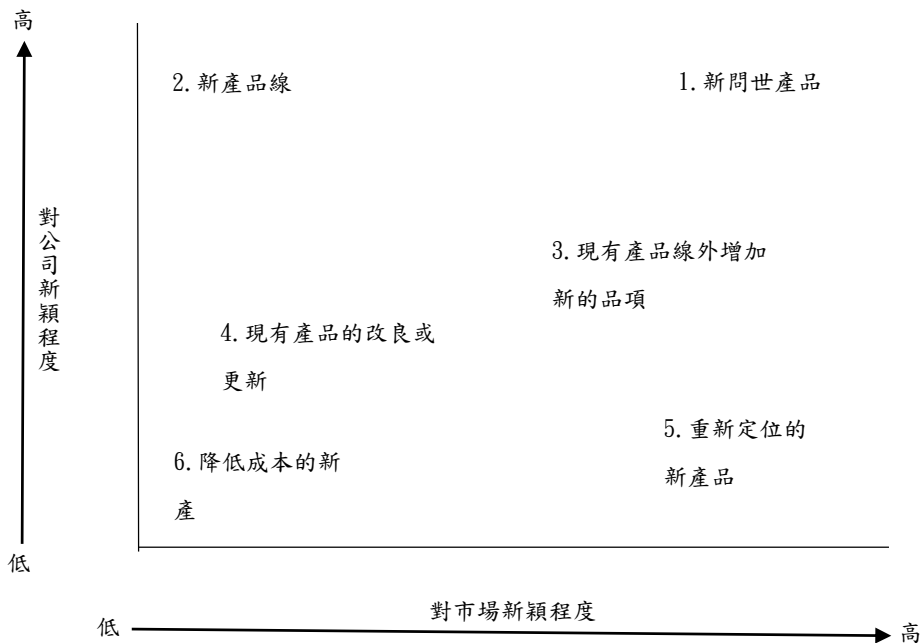 高
2.新產品線
1.新問世產品
對公司新穎程度
3.現有產品線外增加
新的品項
4.現有產品的改良或
更新
5.重新定位的
新產品
6.降低成本的新
產
低
對市場新穎程度
低
高